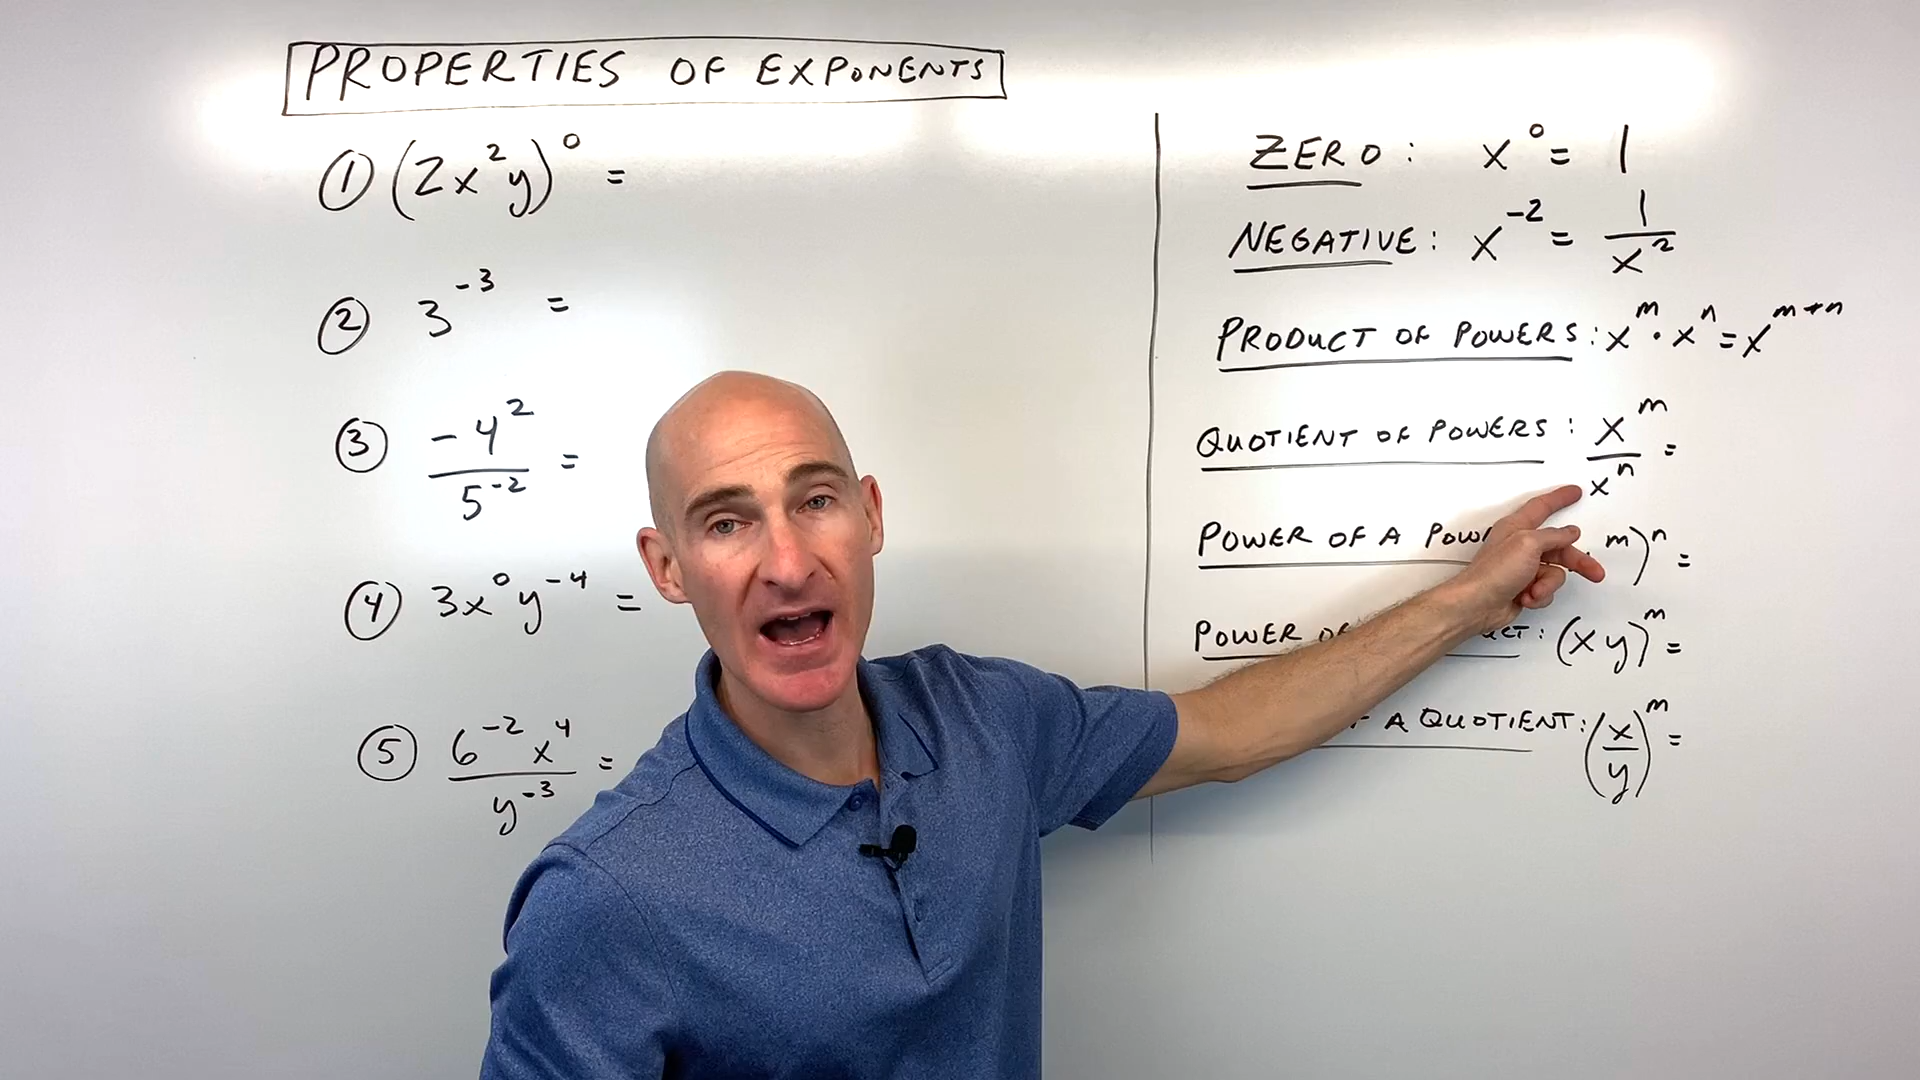 PROPERTIES OF EXPONENTS
① (2x²y)⁰ =
② 3⁻³ =
③ -4²/5⁻² =
④ 3x⁰y⁻⁴ =
⑤ 6⁻²x⁴/y⁻³ =
ZERO: x⁰ = 1
NEGATIVE: x⁻² = 1/x²
PRODUCT OF POWERS: xᵐ · xⁿ = xᵐ⁺ⁿ
QUOTIENT OF POWERS: xᵐ/xⁿ =
POWER OF A ᵐ)ⁿ =
POWER : (xy)ᵐ =
A QUOTIENT: (x/y)ᵐ =